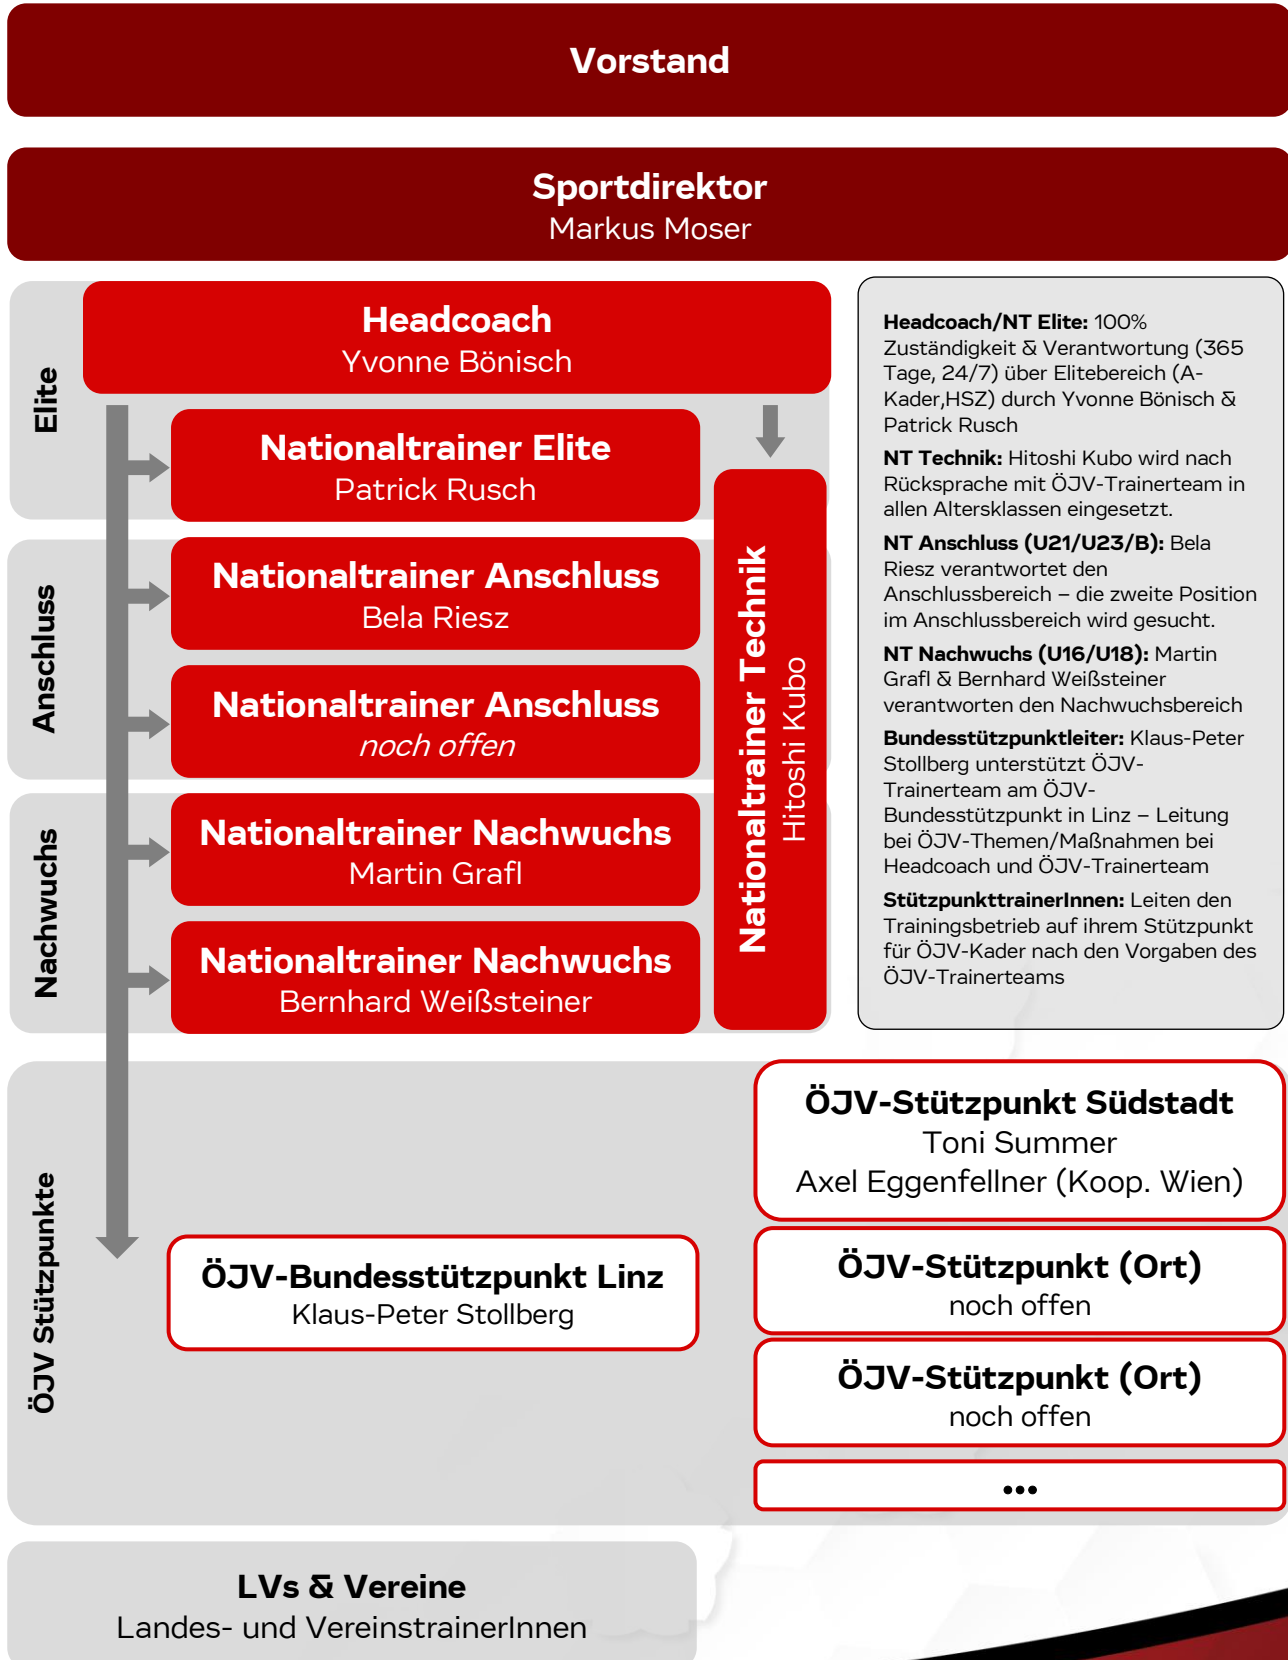 Vorstand
Sportdirektor
Markus Moser
Elite
Headcoach
Yvonne Bönisch
Nationaltrainer Elite
Patrick Rusch
Anschluss
Nationaltrainer Anschluss
Bela Riesz
Nationaltrainer Anschluss
noch offen
Nachwuchs
Nationaltrainer Nachwuchs
Martin Grafl
Nationaltrainer Nachwuchs
Bernhard Weißsteiner
Nationaltrainer Technik
Hitoshi Kubo
Headcoach/NT Elite: 100%
Zuständigkeit & Verantwortung (365
Tage, 24/7) über Elitebereich (A-
Kader,HSZ) durch Yvonne Bönisch &
Patrick Rusch
NT Technik: Hitoshi Kubo wird nach
Rücksprache mit ÖJV-Trainerteam in
allen Altersklassen eingesetzt.
NT Anschluss (U21/U23/B): Bela
Riesz verantwortet den
Anschlussbereich – die zweite Position
im Anschlussbereich wird gesucht.
NT Nachwuchs (U16/U18): Martin
Grafl & Bernhard Weißsteiner
verantworten den Nachwuchsbereich
Bundesstützpunktleiter: Klaus-Peter
Stollberg unterstützt ÖJV-
Trainerteam am ÖJV-
Bundesstützpunkt in Linz – Leitung
bei ÖJV-Themen/Maßnahmen bei
Headcoach und ÖJV-Trainerteam
StützpunkttrainerInnen: Leiten den
Trainingsbetrieb auf ihrem Stützpunkt
für ÖJV-Kader nach den Vorgaben des
ÖJV-Trainerteams
ÖJV Stützpunkte
ÖJV-Bundesstützpunkt Linz
Klaus-Peter Stollberg
ÖJV-Stützpunkt Südstadt
Toni Summer
Axel Eggenfellner (Koop. Wien)
ÖJV-Stützpunkt (Ort)
noch offen
ÖJV-Stützpunkt (Ort)
noch offen
...
LVs & Vereine
Landes- und VereinstrainerInnen